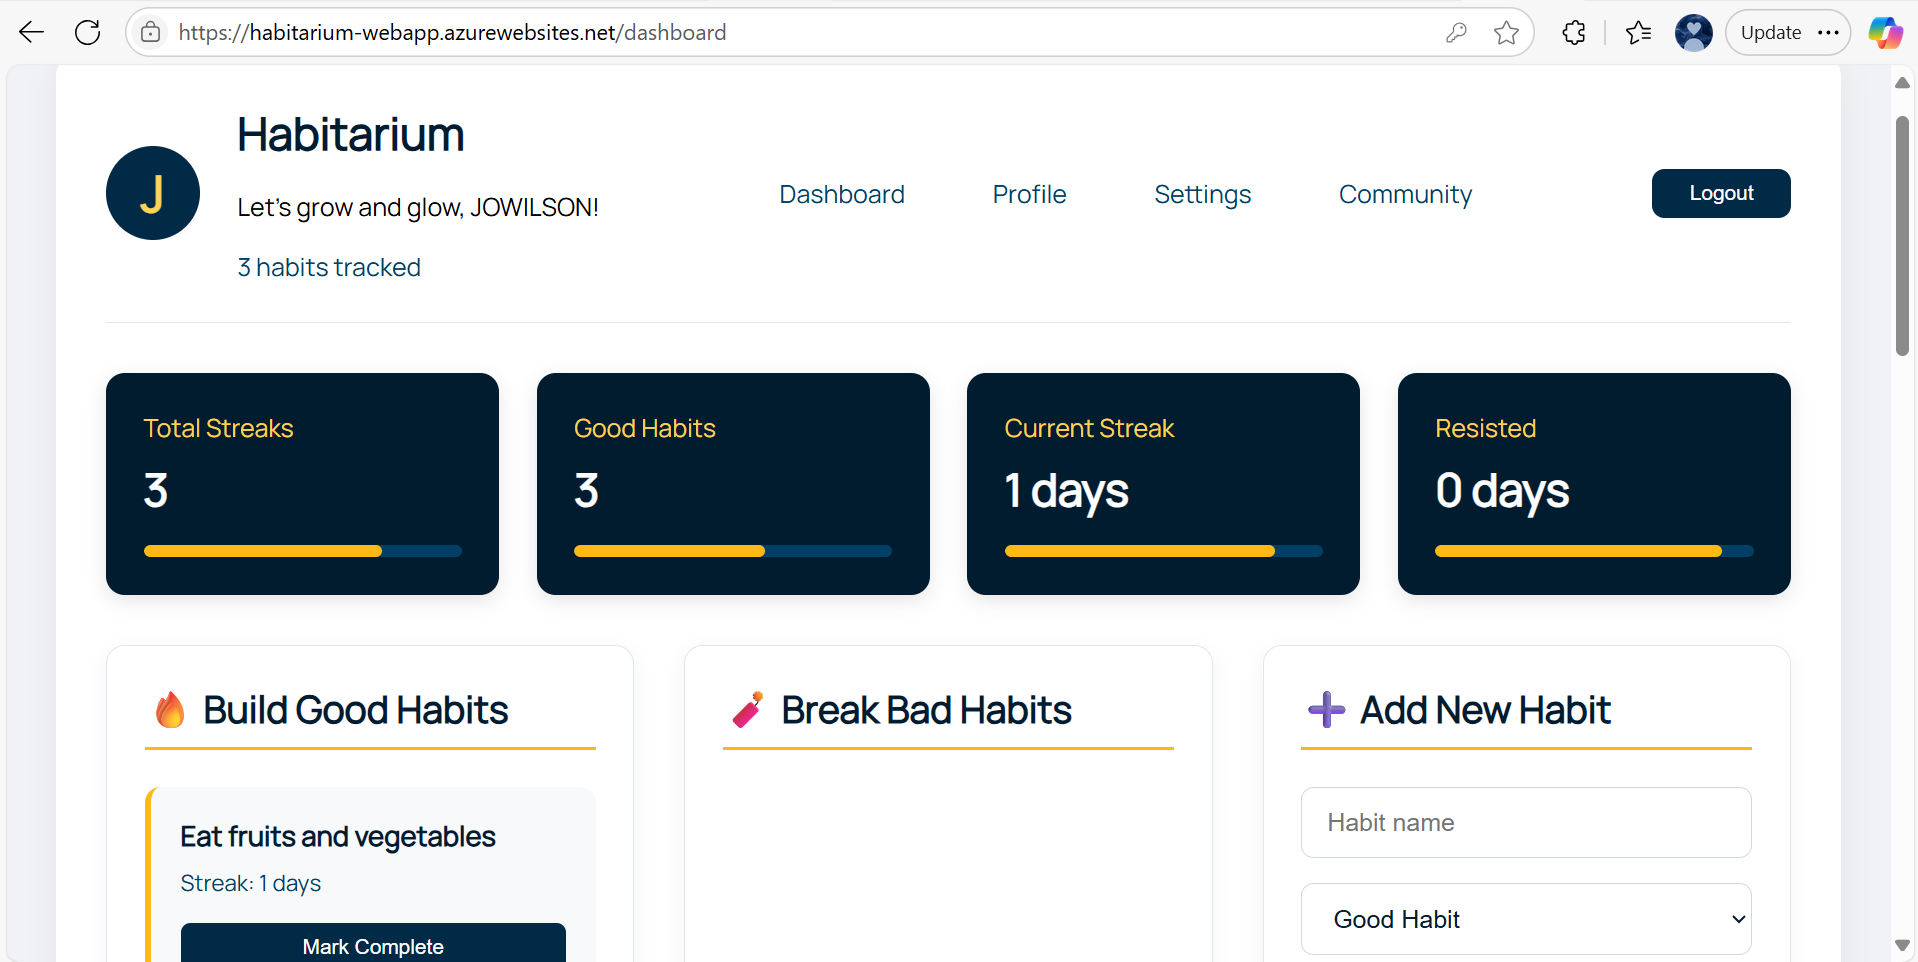 https://habitarium-webapp.azurewebsites.net/dashboard
Update
J
Habitarium
Let's grow and glow, JOWILSON!
3 habits tracked
Dashboard
Profile
Settings
Community
Logout
Total Streaks
3
Good Habits
3
Current Streak
1 days
Resisted
0 days
Build Good Habits
Eat fruits and vegetables
Streak: 1 days
Mark Complete
Break Bad Habits
Add New Habit
Habit name
Good Habit